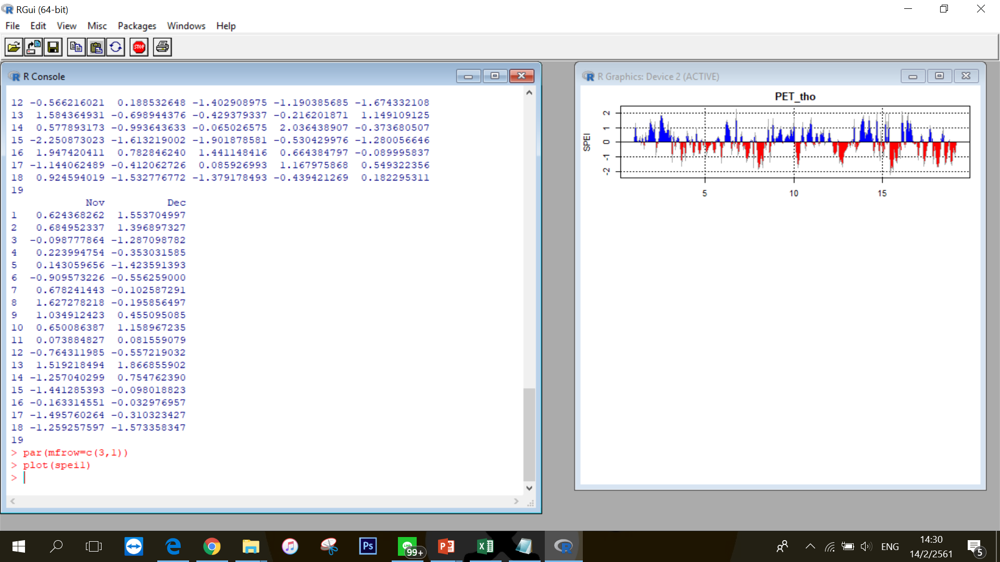 RGui (64-bit)
File Edit View Misc Packages Windows Help
STOP
R Console
12 -0.566216021 0.188532648 -1.402908975 -1.190385685 -1.674332108
13 1.584364931 -0.698944376 -0.429379337 -0.216201871 1.149109125
14 0.577893173 -0.993643633 -0.065026575 2.036438907 -0.373680507
15 -2.250873023 -1.613219002 -1.901878581 -0.530429976 -1.280056646
16 1.947420411 0.782846240 1.441148416 0.664384797 -0.089995837
17 -1.144062489 -0.412062726 0.085926993 1.167975868 0.549322356
18 0.924594019 -1.532776772 -1.379178493 -0.439421269 0.182295311
19
Nov Dec
1 0.624368262 1.553704997
2 0.684952337 1.396897327
3 -0.098777864 -1.287098782
4 0.223994754 -0.353031585
5 0.143059656 -1.423591393
6 -0.909573226 -0.556259000
7 0.678241443 -0.102587291
8 1.627278218 -0.195856497
9 1.034912423 0.455095085
10 0.650086387 1.158967235
11 0.073884827 0.081559079
12 -0.764311985 -0.557219032
13 1.519218494 1.866855902
14 -1.257040299 0.754762390
15 -1.441285393 -0.098018823
16 -0.163314551 -0.032976957
17 -1.495760264 -0.310323427
18 -1.259257597 -1.573358347
19
> par(mfrow=c(3,1))
> plot(spei1)
>
R Graphics: Device 2 (ACTIVE)
PET_tho
SPEI
2
1
0
-1
-2
5 10 15
Ps
99+
ENG
14:30
14/2/2561
5